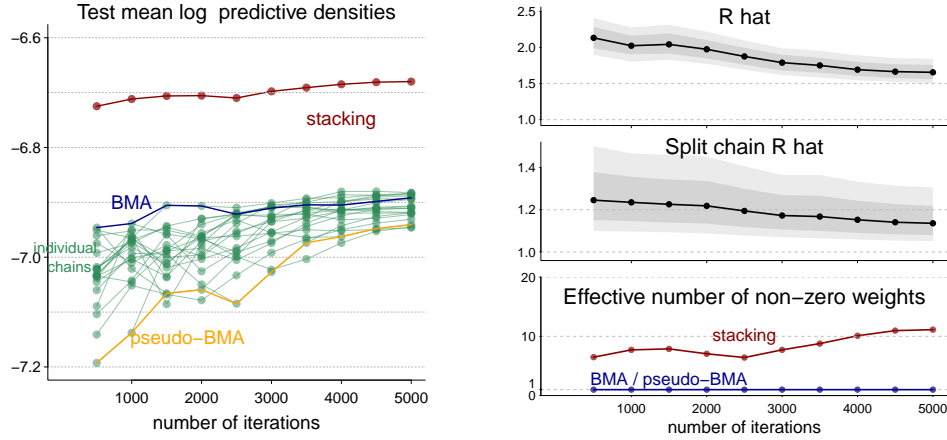 Test mean log predictive densities
−6.6
−6.8
−7.0
−7.2
stacking
BMA
individual
chains
pseudo−BMA
1000
2000
3000
4000
5000
number of iterations
R hat
2.5
2.0
1.5
1.0
Split chain R hat
1.4
1.2
1.0
Effective number of non−zero weights
20
10
1
0
stacking
BMA / pseudo−BMA
1000
2000
3000
4000
5000
number of iterations